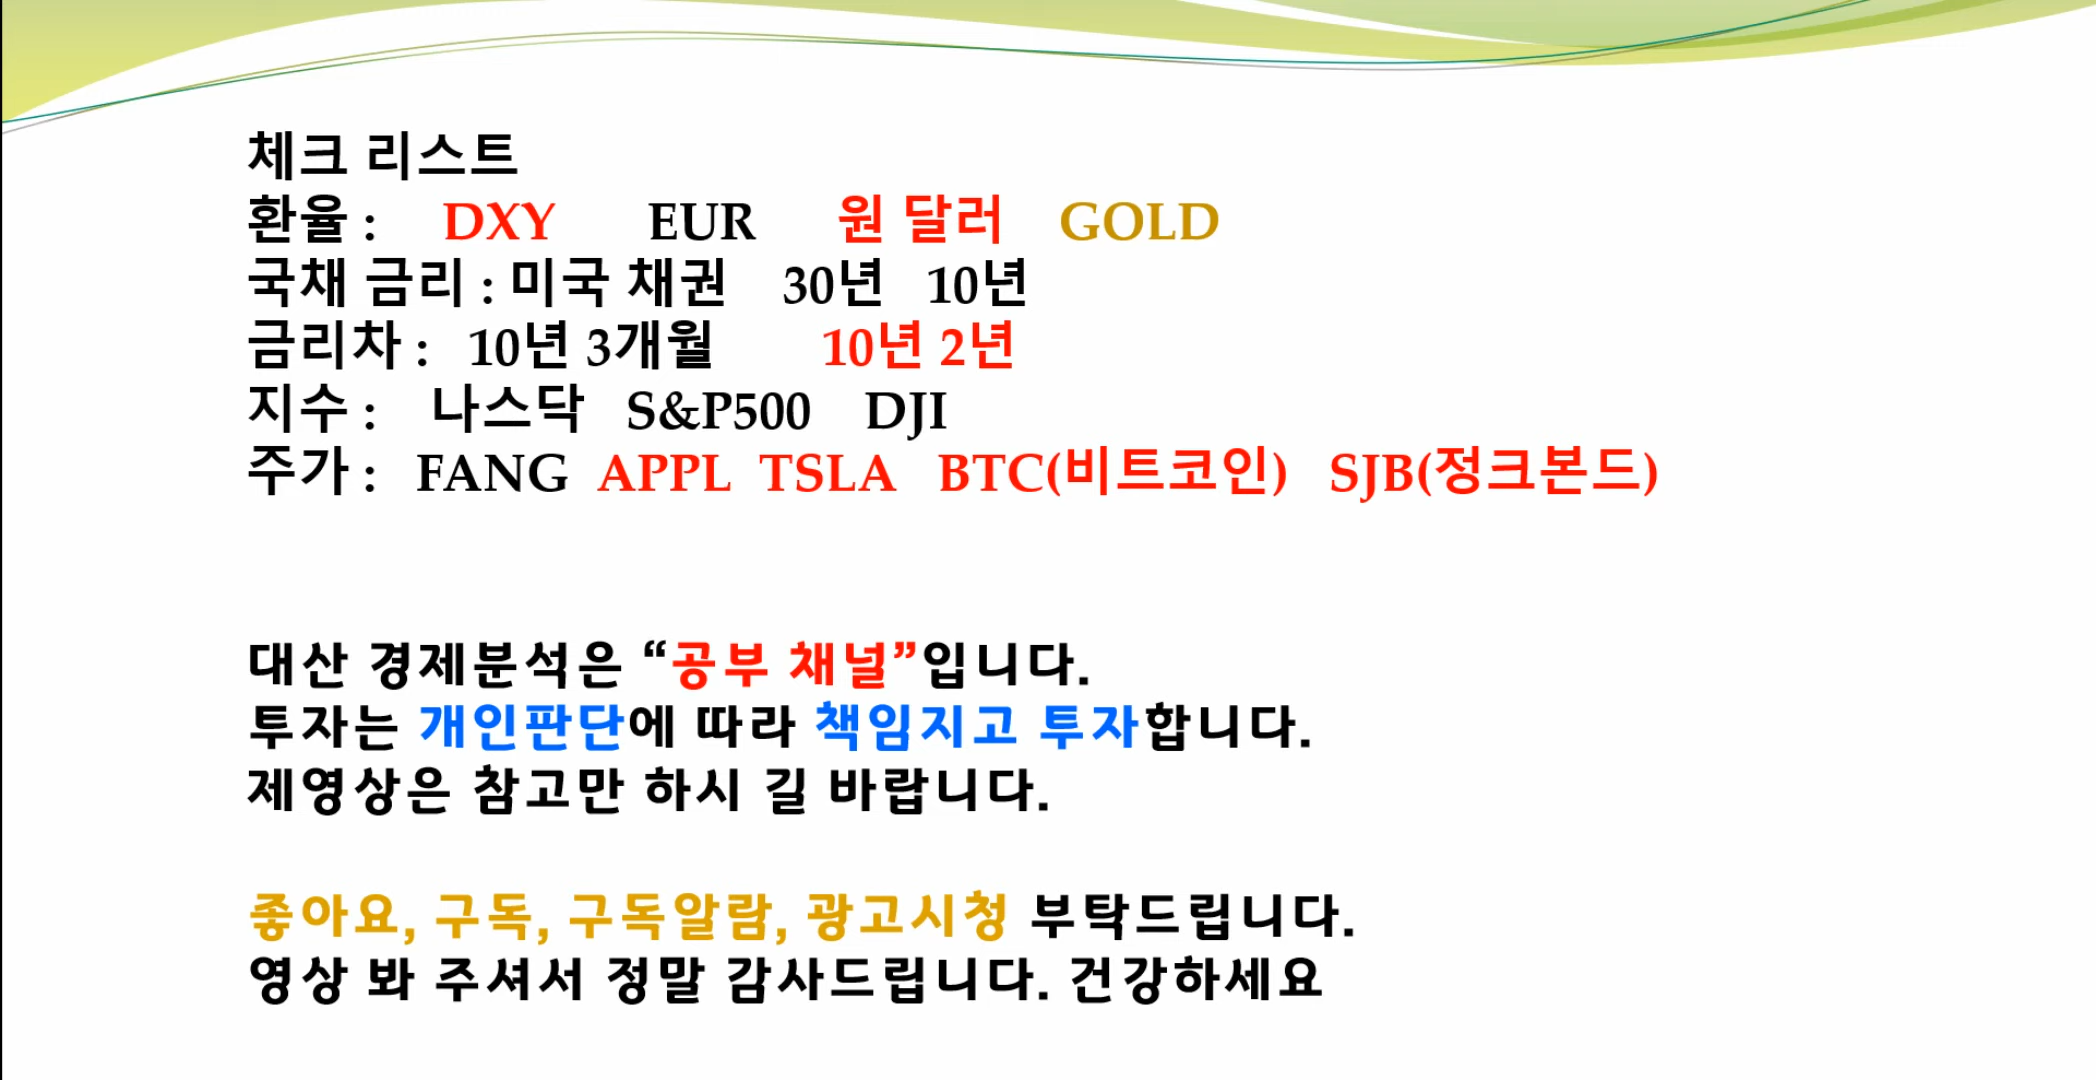 체크 리스트
환율 : DXY EUR 원 달러 GOLD
국채 금리 : 미국 채권 30년 10년
금리차 : 10년 3개월 10년 2년
지수 : 나스닥 S&P500 DJI
주가 : FANG APPL TSLA BTC(비트코인) SJB(정크본드)
대산 경제분석은 “공부 채널”입니다.
투자는 개인판단에 따라 책임지고 투자합니다.
제영상은 참고만 하시 길 바랍니다.
좋아요, 구독, 구독알람, 광고시청 부탁드립니다.
영상 봐 주셔서 정말 감사드립니다. 건강하세요